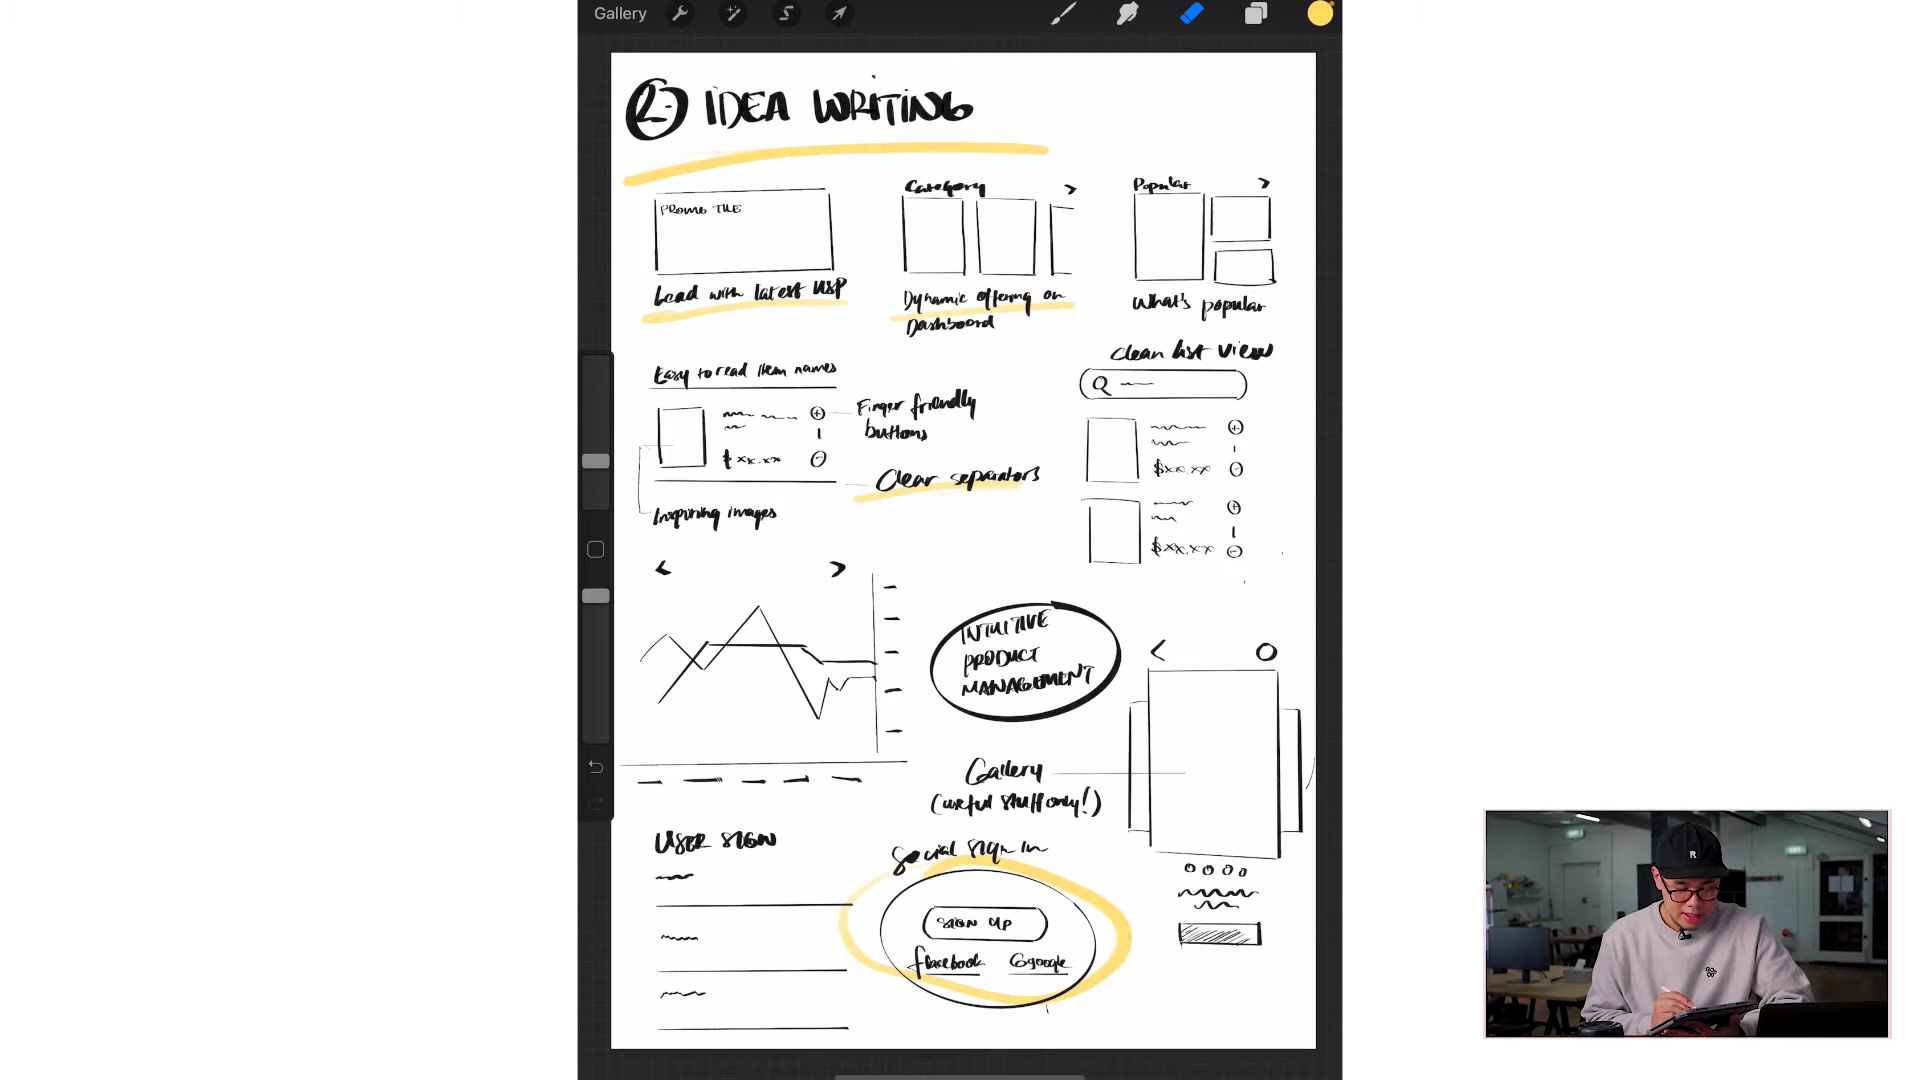 Gallery
2 IDEA WRITING
PROMO TILE
Lead with latest USP
Category
Dynamic offering on
Dashboard
Popular
What's popular
Easy to read item names
$xx.xx
Inspiring images
Finger friendly
buttons
Clear separators
Clean list view
$xx.xx
$xx.xx
INTUITIVE
PRODUCT
MANAGEMENT
Gallery
(useful stuff only!)
USER SIGN
Social sign in
SIGN UP
facebook
Google
R